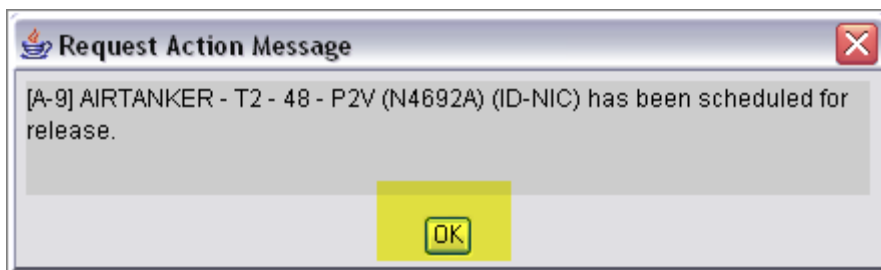 Request Action Message
[A-9] AIRTANKER - T2 - 48 - P2V (N4692A) (ID-NIC) has been scheduled for
release.
OK